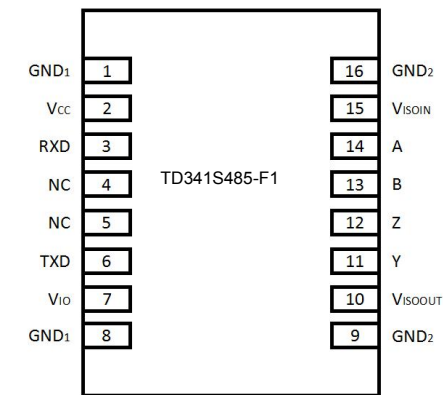 GND1 1 16 GND2
VCC 2 15 VISOIN
RXD 3 14 A
NC 4 TD341S485-F1 13 B
NC 5 12 Z
TXD 6 11 Y
VIO 7 10 VISOOUT
GND1 8 9 GND2